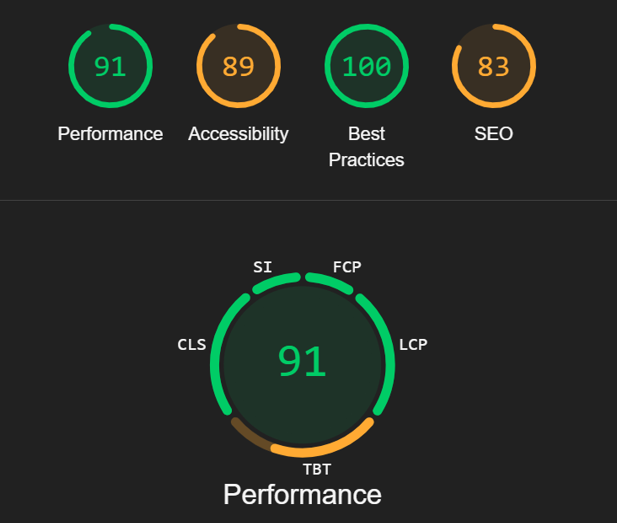 91 89 100 83
Performance Accessibility Best Practices SEO
SI FCP
CLS 91 LCP
TBT
Performance